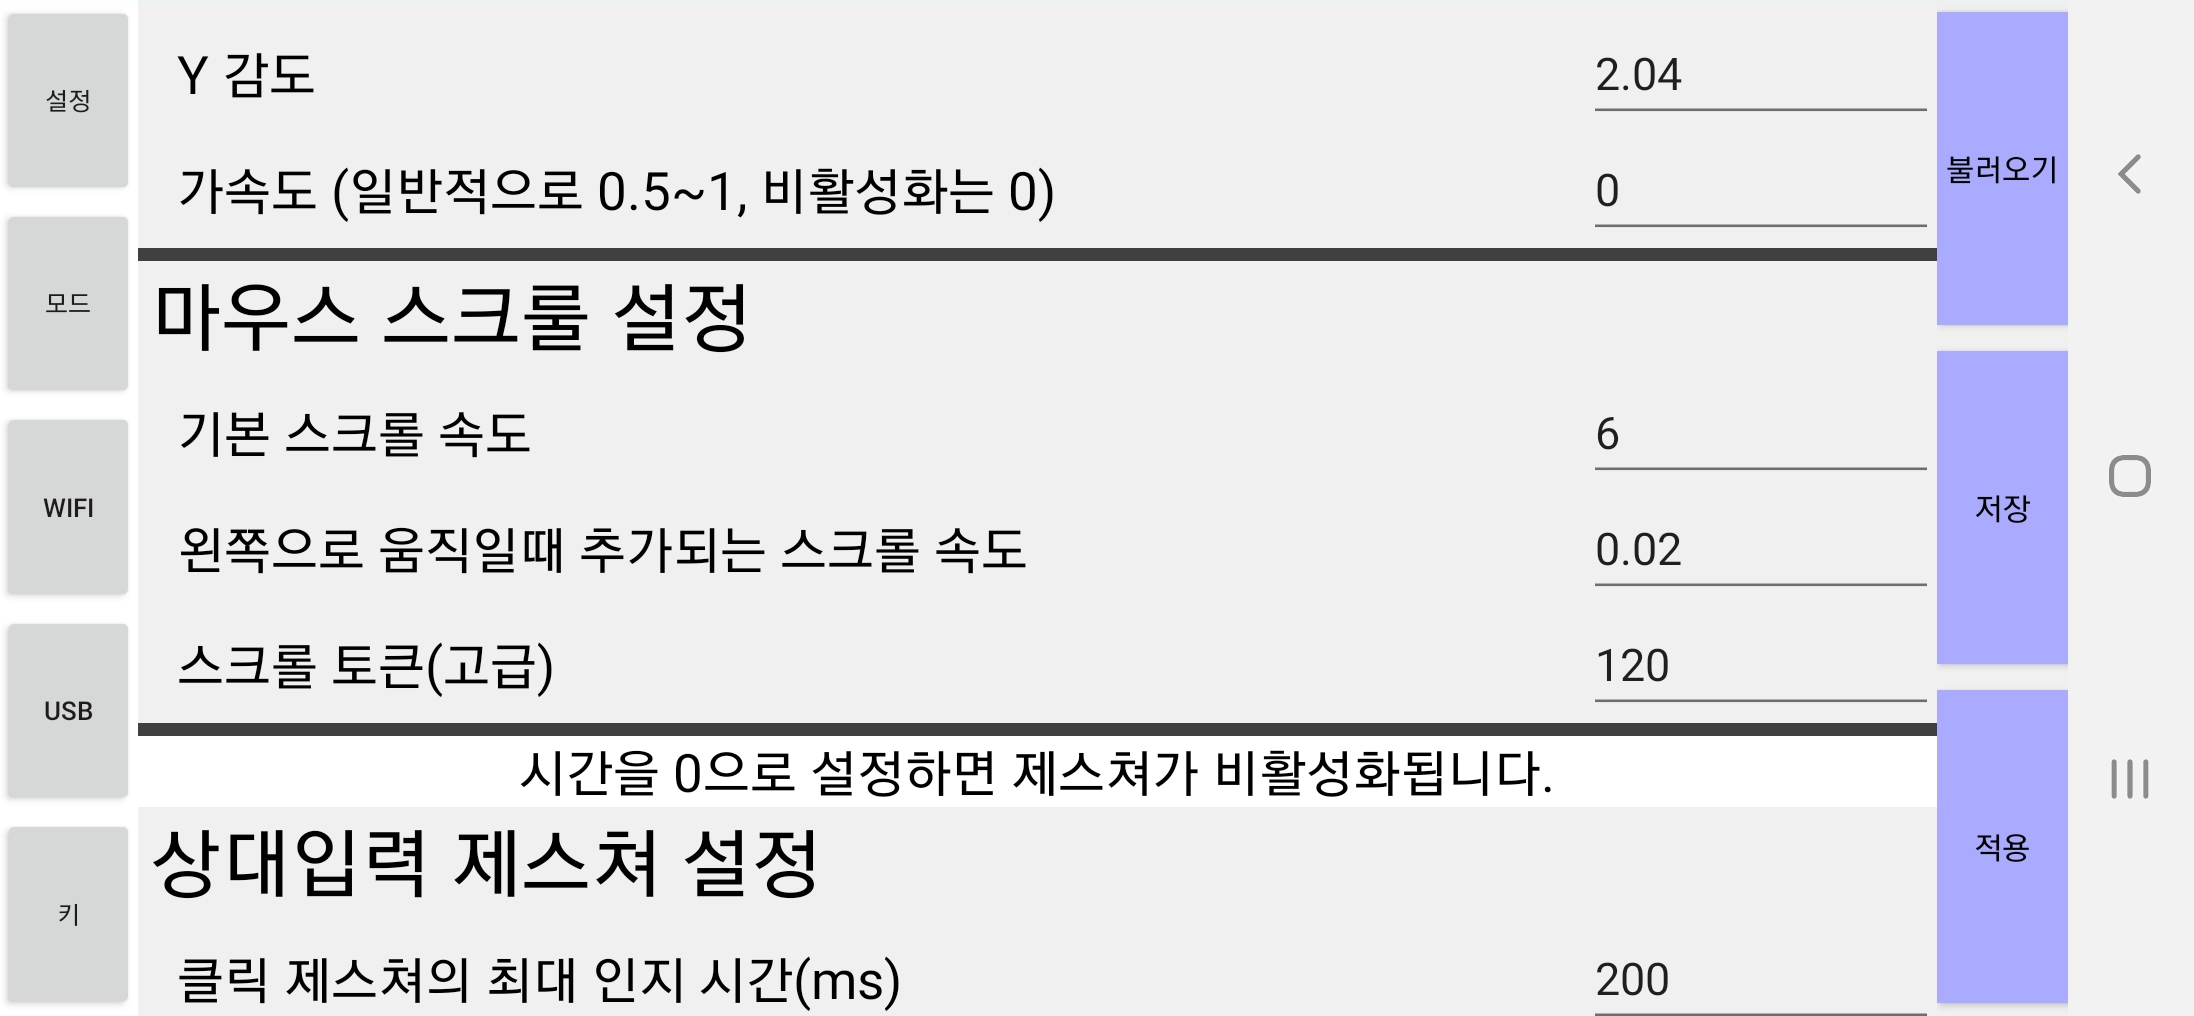 설정
모드
WIFI
USB
키
Y 감도
2.04
가속도 (일반적으로 0.5~1, 비활성화는 0)
0
마우스 스크룰 설정
기본 스크롤 속도
6
왼쪽으로 움직일때 추가되는 스크롤 속도
0.02
스크롤 토큰(고급)
120
시간을 0으로 설정하면 제스쳐가 비활성화됩니다.
상대입력 제스쳐 설정
클릭 제스쳐의 최대 인지 시간(ms)
200
불러오기
저장
적용